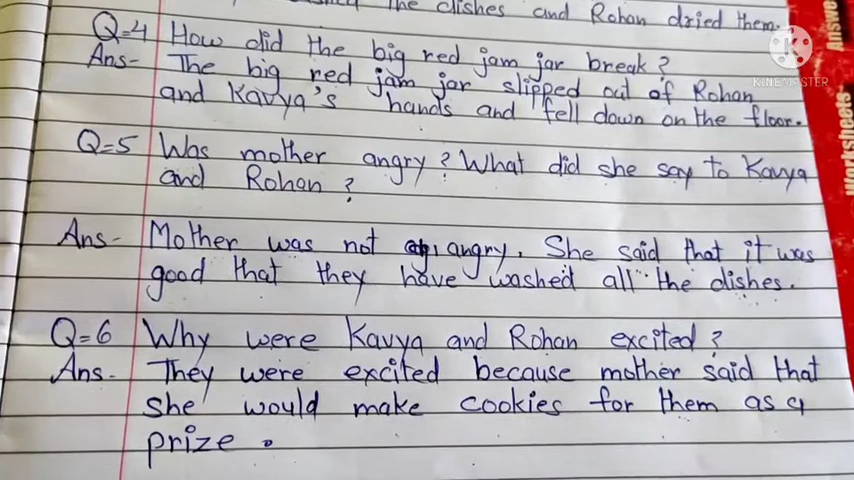 the dishes and Rohan dried them.
Q=4 How did the big red jam jar break?
Ans- The big red jam jar slipped out of Rohan
and Kavya's hands and fell down on the floor.
Q=5 Was mother angry? What did she say to Kavya
and Rohan?
Ans- Mother was not angry. She said that it was
good that they have washed all the dishes.
Q=6 Why were Kavya and Rohan excited?
Ans- They were excited because mother said that
she would make cookies for them as a
prize.
KINEMASTER
Worksheets
Answe